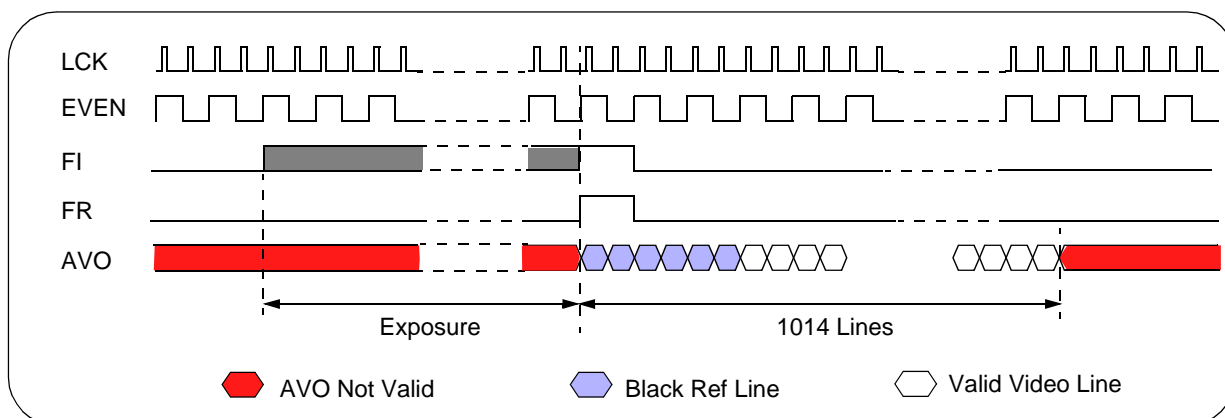 LCK
EVEN
FI
FR
AVO
Exposure
1014 Lines
AVO Not Valid
Black Ref Line
Valid Video Line